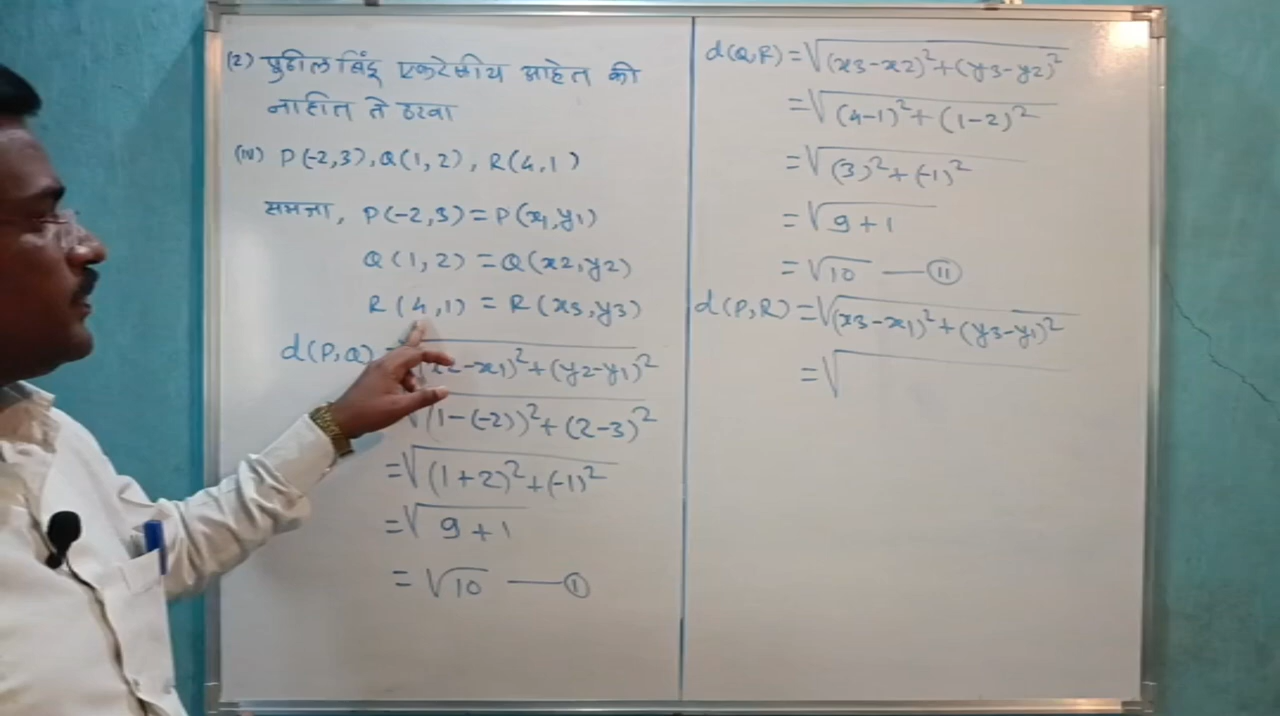 (2) पुढील बिंदू एकरेषीय आहेत की
नाहीत ते ठरवा
(IV) P(-2,3), Q(1,2), R(4,1)
समजा, P(-2,3) = P(x1,y1)
Q(1,2) = Q(x2,y2)
R(4,1) = R(x3,y3)
d(P,Q) = √(x2-x1)²+(y2-y1)²
√(1-(-2))²+(2-3)²
=√(1+2)²+(-1)²
=√9+1
=√10 —— (I)
d(Q,R) =√(x3-x2)²+(y3-y2)²
=√(4-1)²+(1-2)²
=√(3)²+(-1)²
=√9+1
=√10 —— (II)
d(P,R) =√(x3-x1)²+(y3-y1)²
=√